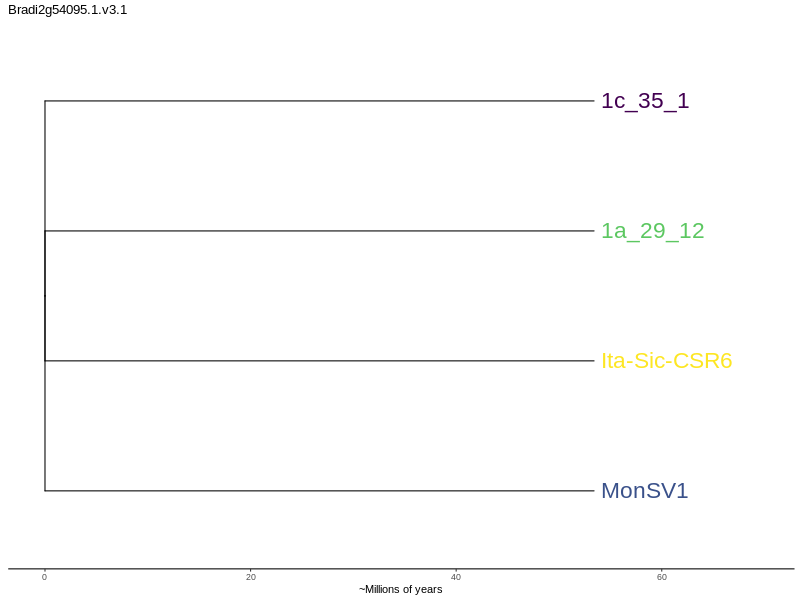 Bradi2g54095.1.v3.1
1c_35_1
1a_29_12
Ita-Sic-CSR6
MonSV1
0 20 40 60
~Millions of years